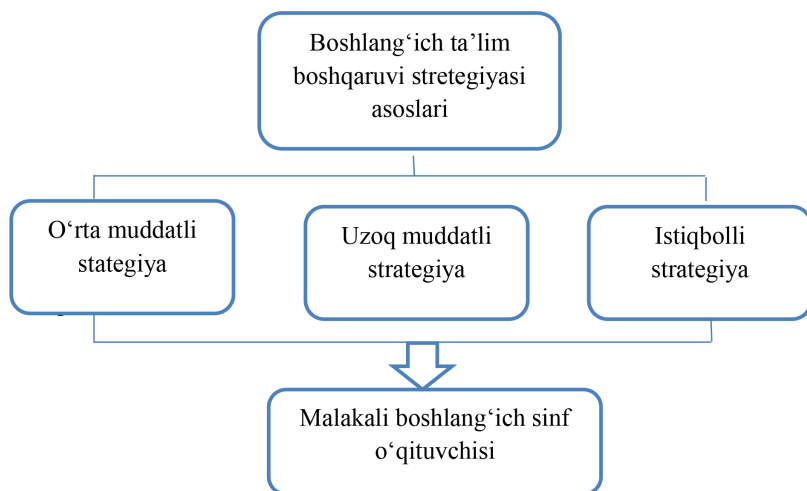 Boshlang‘ich ta’lim
boshqaruvi stretegiyasi
asoslari
O‘rta muddatli
stategiya
Uzoq muddatli
strategiya
Istiqbolli
strategiya
Malakali boshlang‘ich sinf
o‘qituvchisi